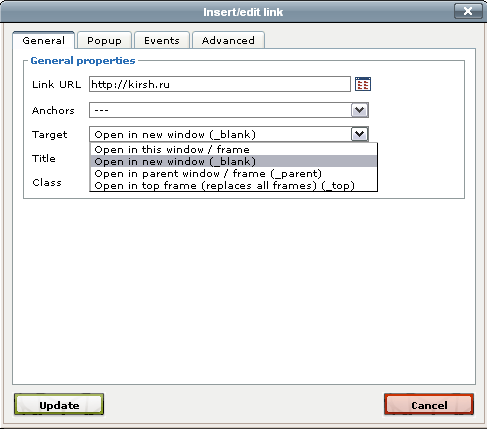 Insert/edit link
General Popup Events Advanced
General properties
Link URL http://kirsh.ru
Anchors ---
Target Open in new window (_blank)
Open in this window / frame
Title Open in new window (_blank)
Open in parent window / frame (_parent)
Class Open in top frame (replaces all frames) (_top)
Update Cancel